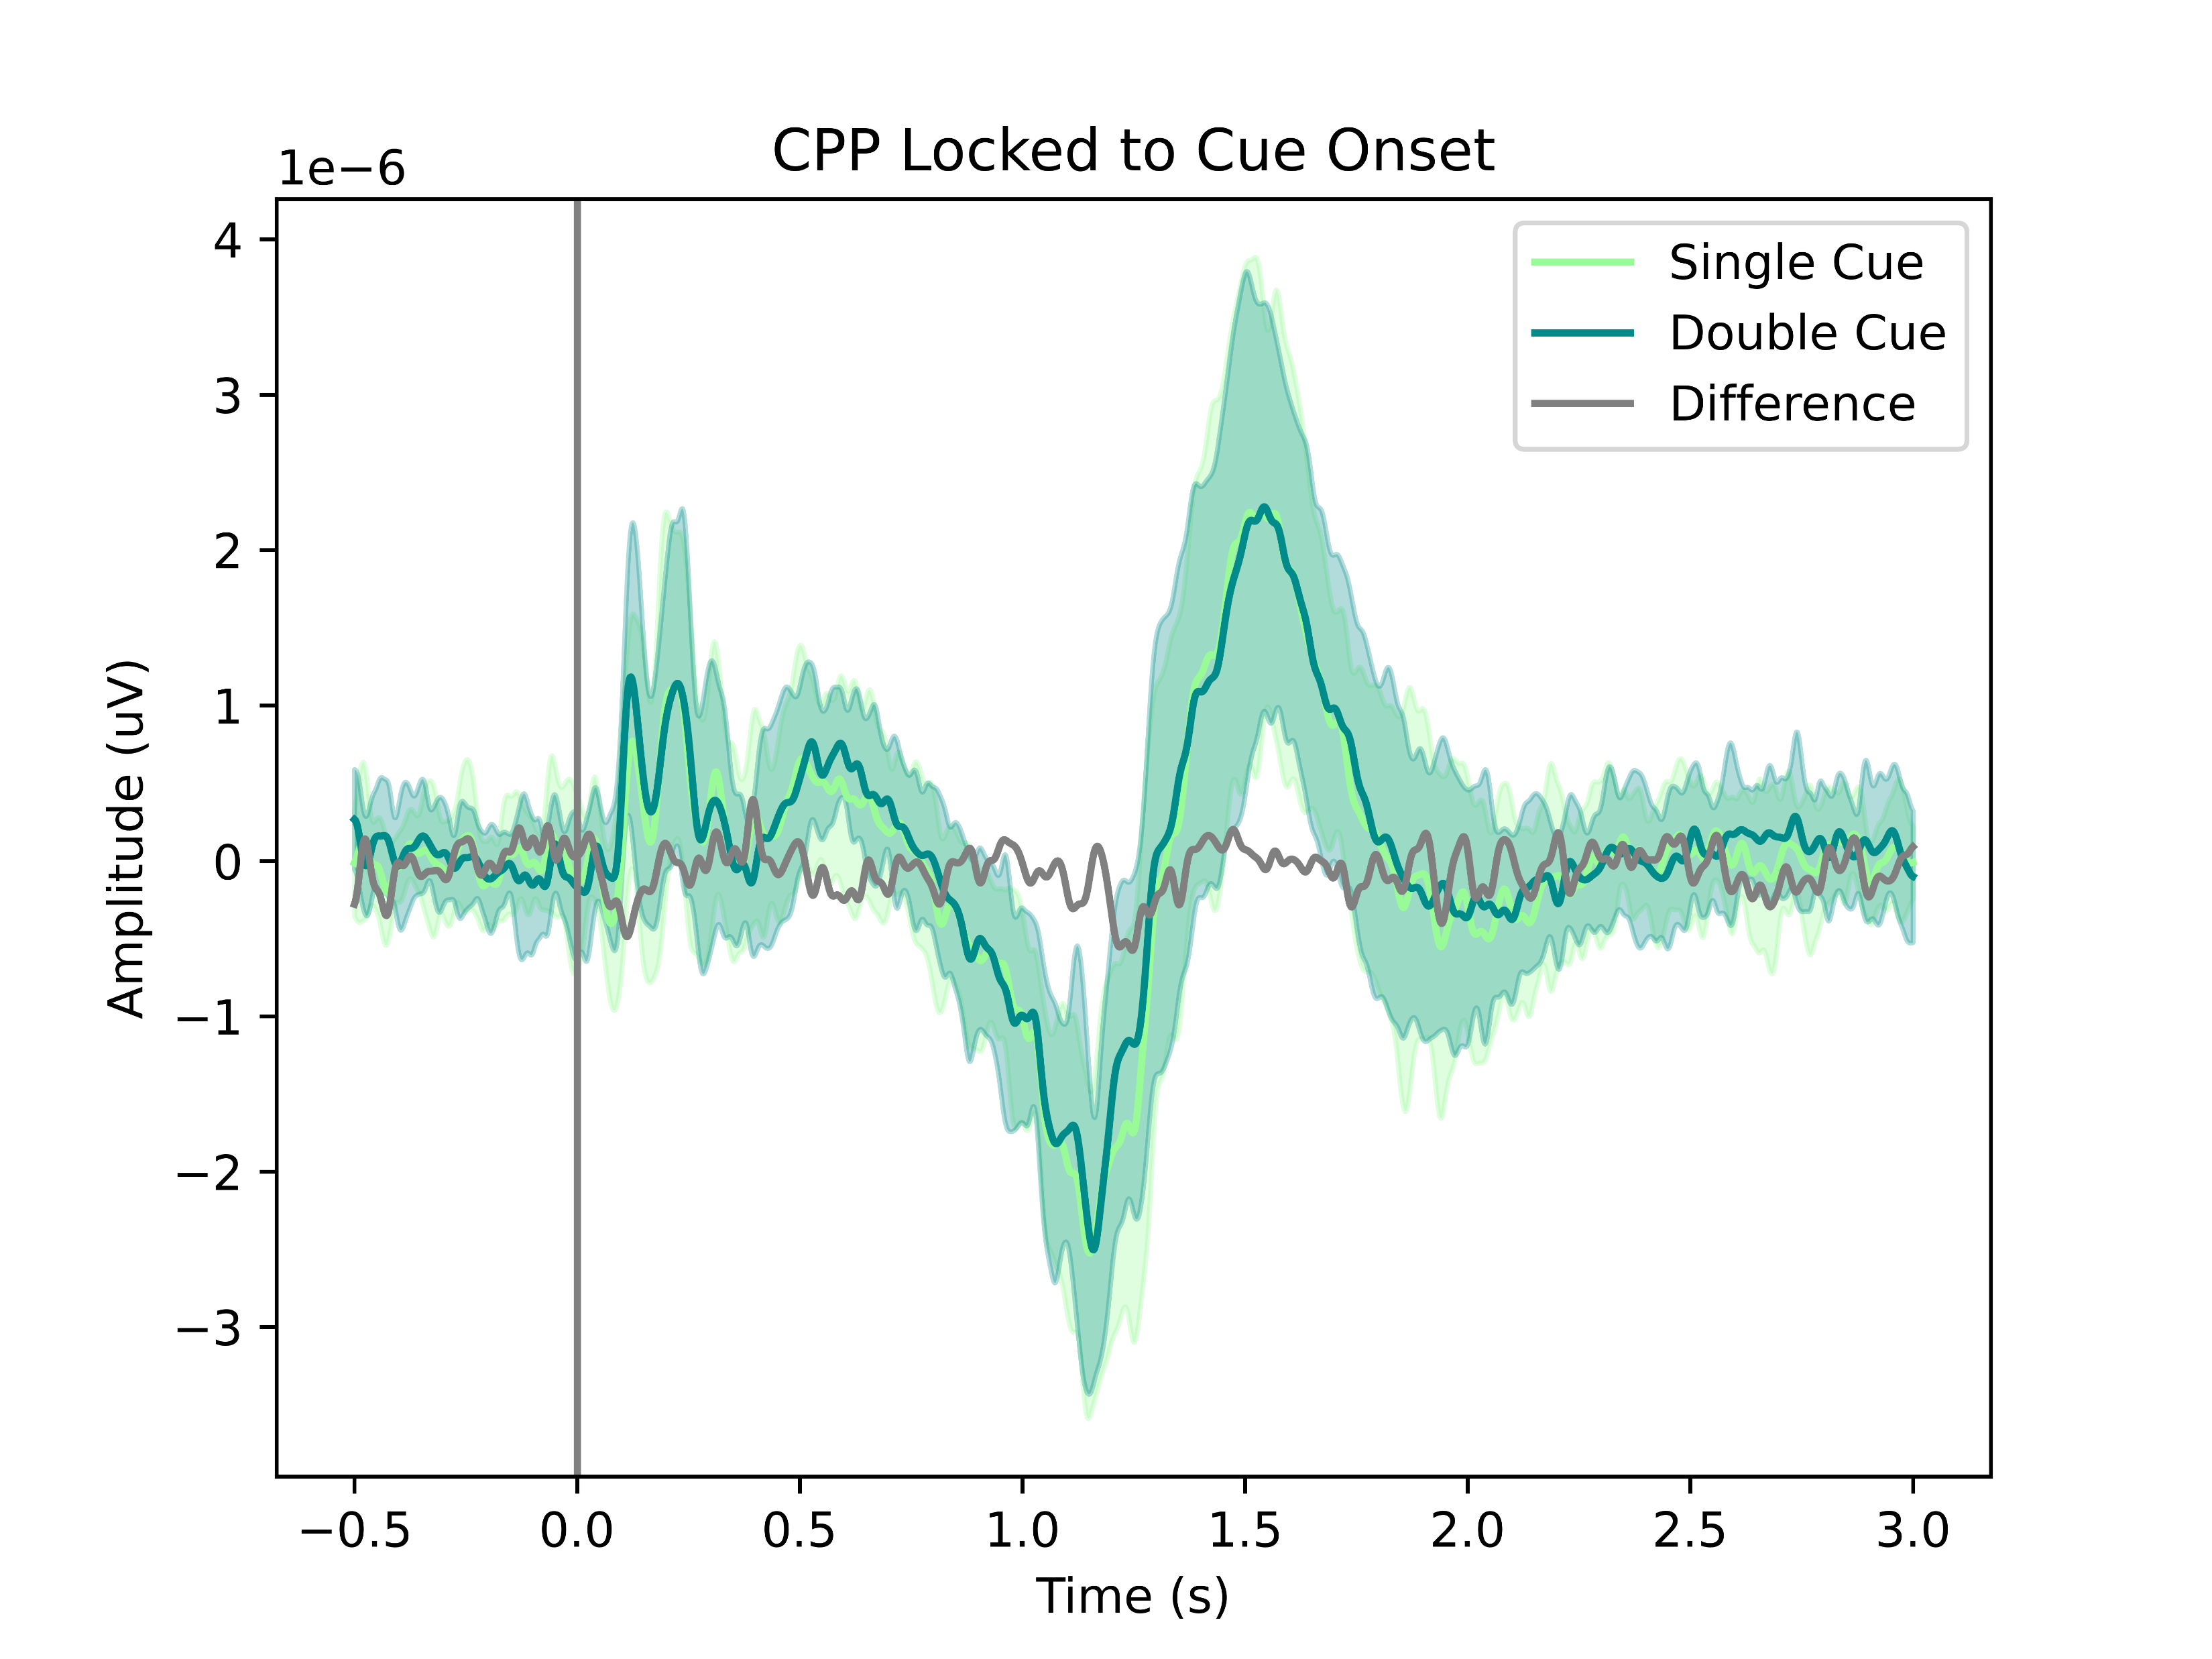 CPP Locked to Cue Onset
1e−6
Single Cue
Double Cue
Difference
4
3
2
1
0
−1
−2
−3
Amplitude (uV)
−0.5 0.0 0.5 1.0 1.5 2.0 2.5 3.0
Time (s)